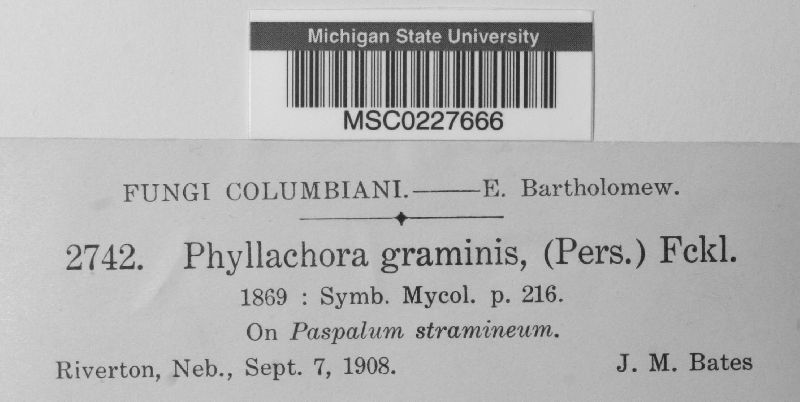 Michigan State University
MSC0227666
FUNGI COLUMBIANI.——E. Bartholomew.
2742. Phyllachora graminis, (Pers.) Fckl.
1869 : Symb. Mycol. p. 216.
On Paspalum stramineum.
Riverton, Neb., Sept. 7, 1908. J. M. Bates